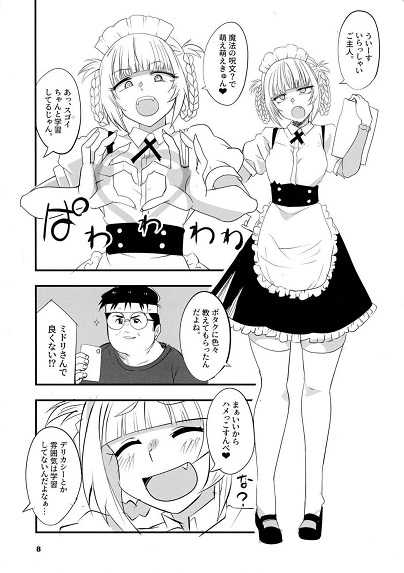 うぃーす
いらっしゃい
ご主人。
魔法の呪文?で
萌え萌えきゅん♥
あっ、スゴイ
ちゃんと学習
してるじゃん。
ぱ
わ
わ
わ
ボタクに色々
教えてもらったん
だよね。
ミドリさんで
良くない!?
まぁいいから
ハメっこすんべ
♥
な?
デリカシーとか
雰囲気は学習
してないんだよなぁ…
8